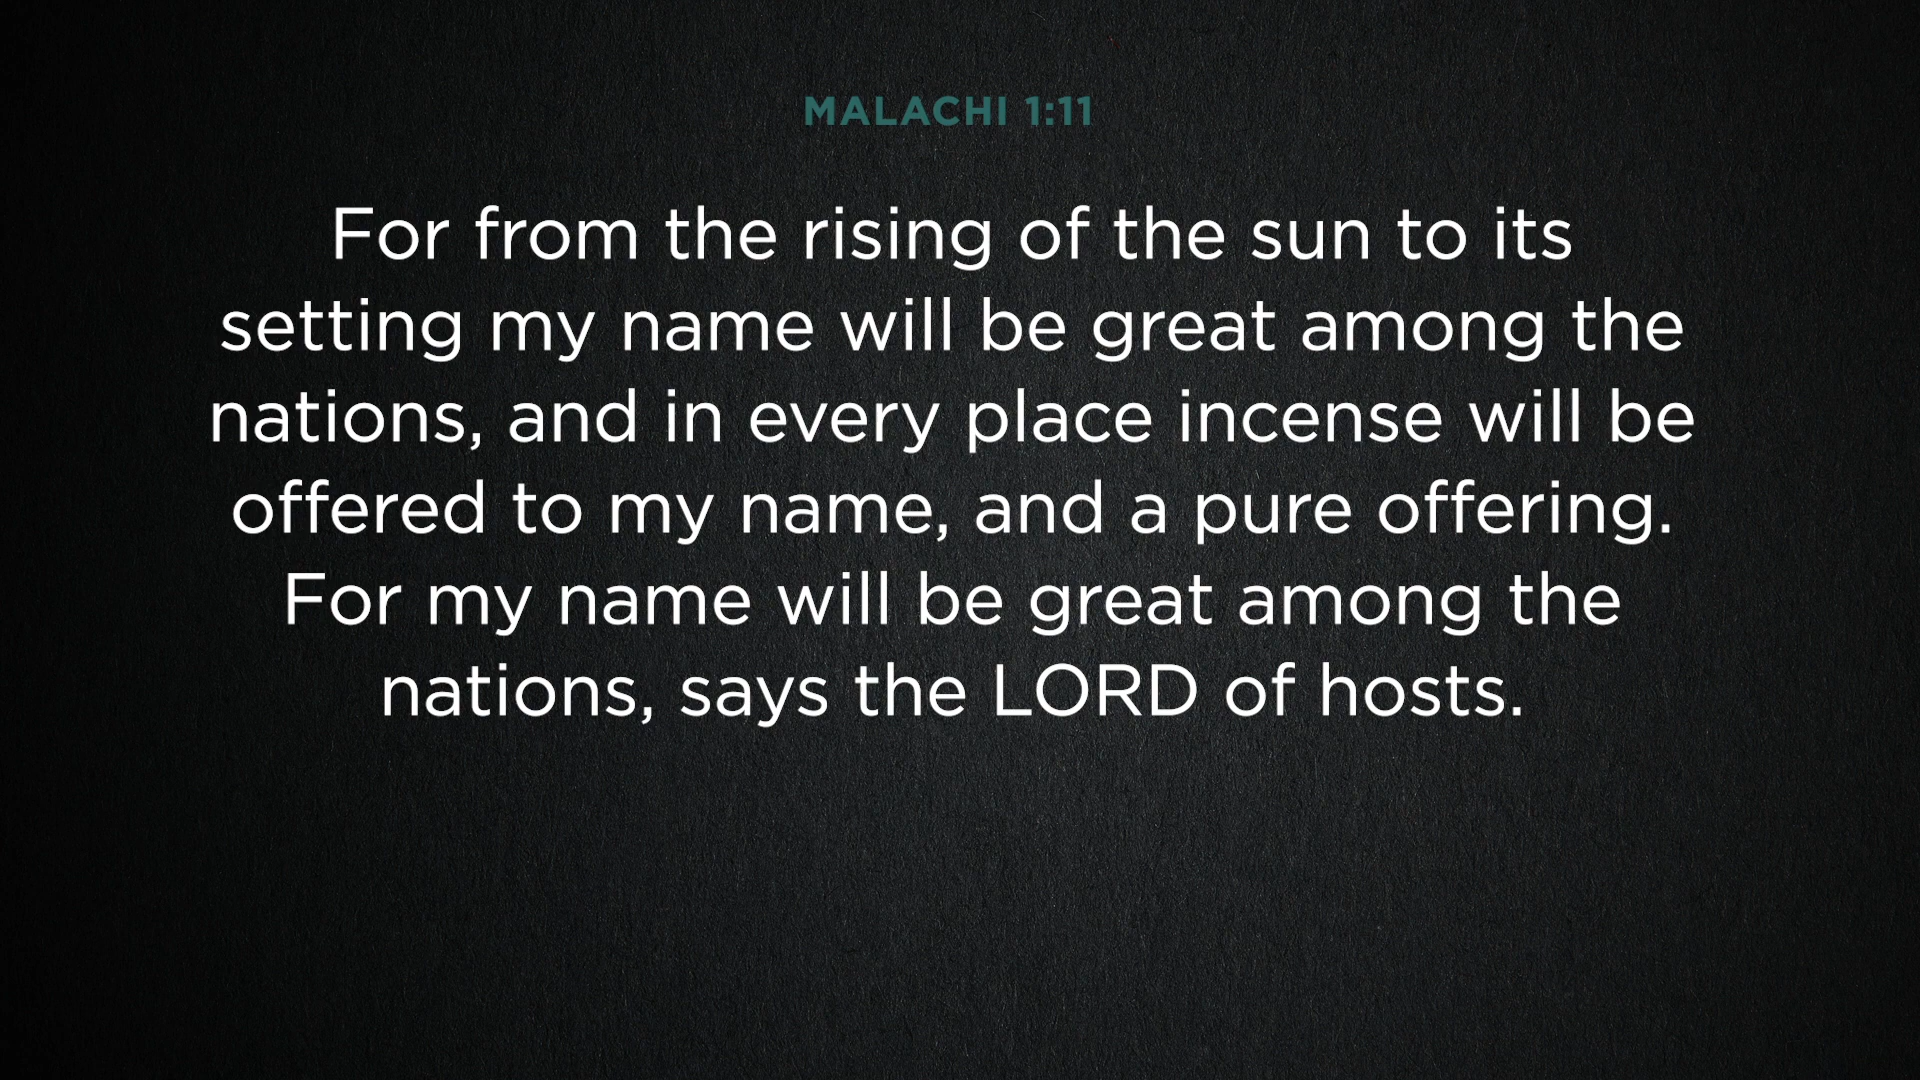 MALACHI 1:11
For from the rising of the sun to its
setting my name will be great among the
nations, and in every place incense will be
offered to my name, and a pure offering.
For my name will be great among the
nations, says the LORD of hosts.